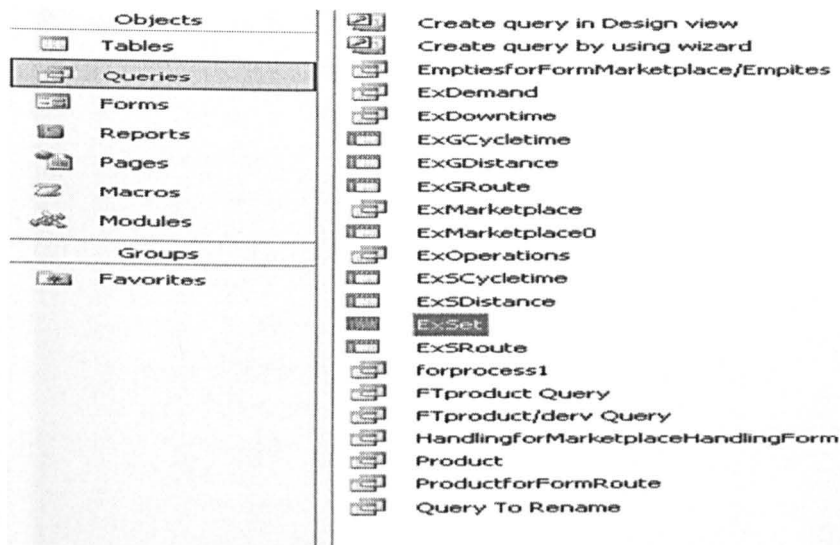 Objects
Tables
Queries
Forms
Reports
Pages
Macros
Modules
Groups
Favorites
Create query in Design view
Create query by using wizard
EmptiesforFormMarketplace/Empites
ExDemand
ExDowntime
ExGCycletime
ExGDistance
ExGRoute
ExMarketplace
ExMarketplace0
ExOperations
ExSCycletime
ExSDistance
ExSet
ExSRoute
forprocess1
FTproduct Query
FTproduct/derv Query
HandlingforMarketplaceHandlingForm
Product
ProductforFormRoute
Query To Rename